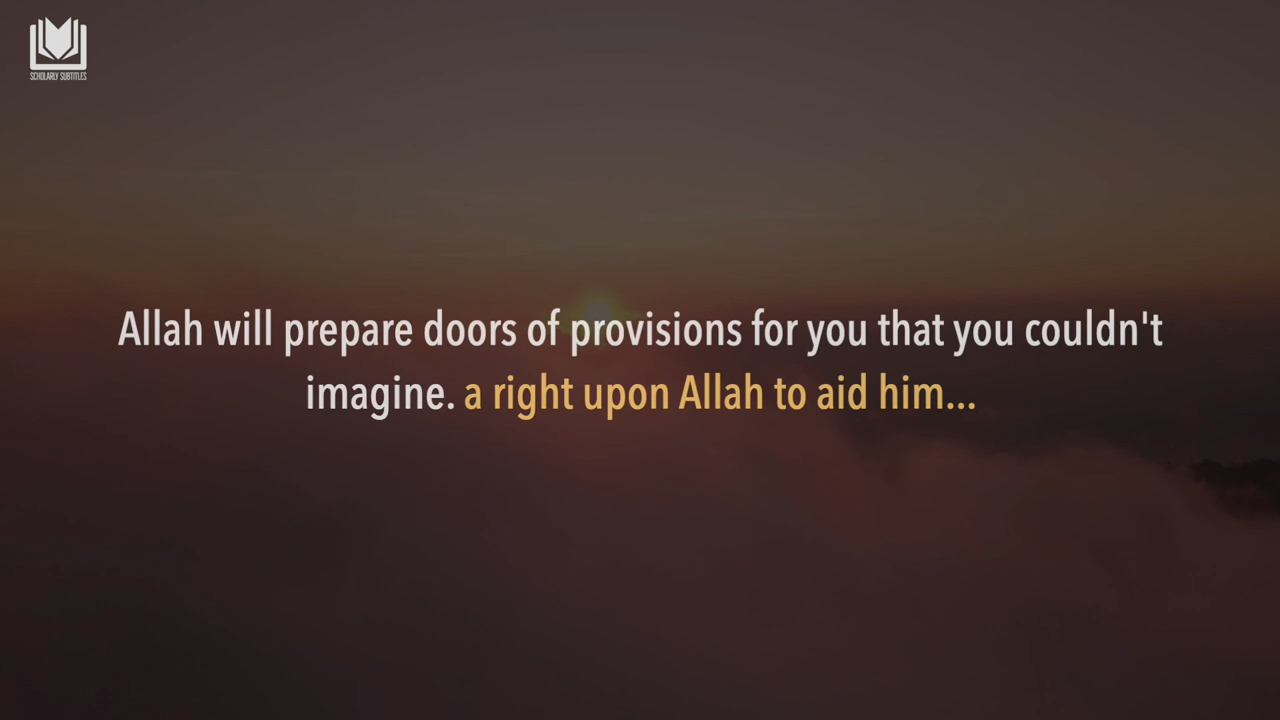 SCHOLARLY SUBTITLES
Allah will prepare doors of provisions for you that you couldn't
imagine. a right upon Allah to aid him...